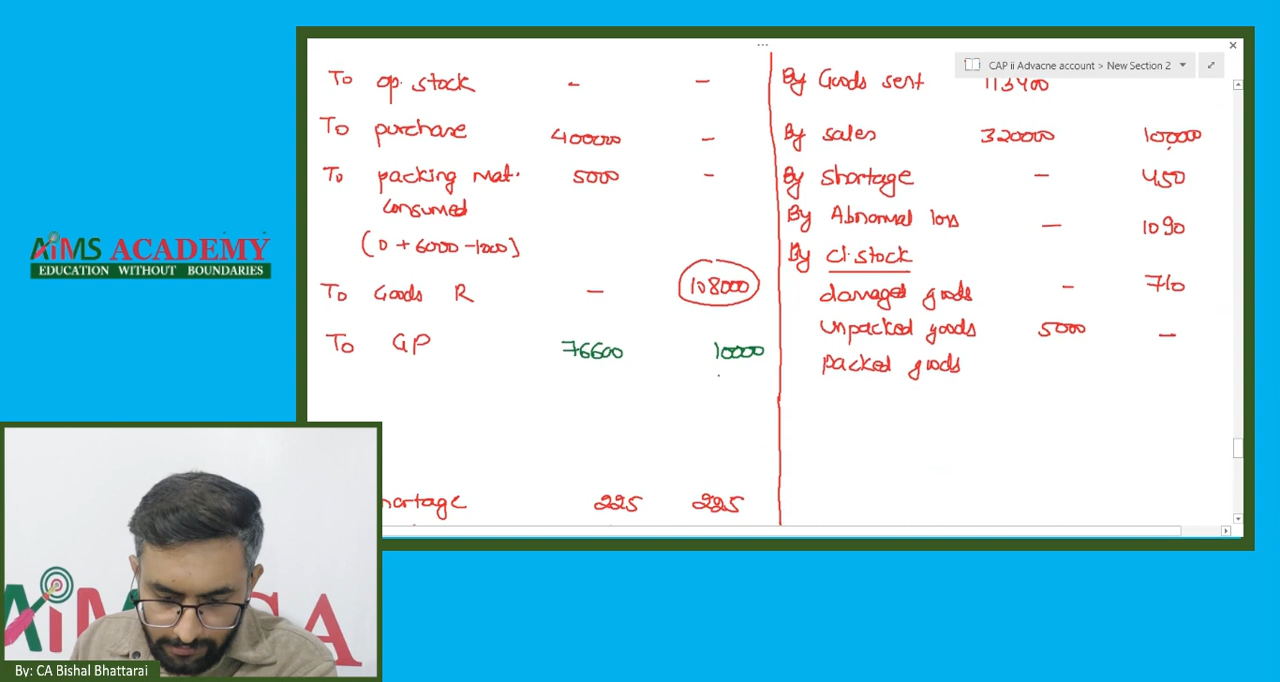 CAP ii Advacne account > New Section 2
To op. stock - -
To purchase 400000 -
To packing mat. 5000 -
consumed
(0 + 6000 - 1000)
To Goods R - 108000
To GP 76600 10000
hortage 225 225
By Goods sent 113400
By sales 320000 100000
By shortage - 450
By Abnormal loss - 1090
By cl. stock
damaged goods - 710
unpacked goods 5000 -
packed goods
AiMS ACADEMY
EDUCATION WITHOUT BOUNDARIES
By: CA Bishal Bhattarai